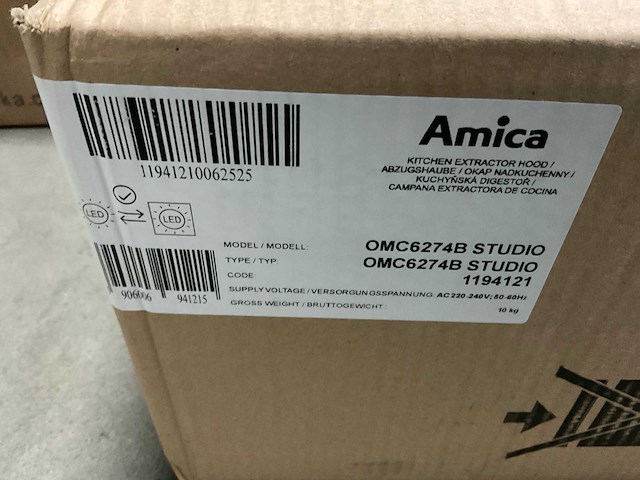 Amica
KITCHEN EXTRACTOR HOOD /
ABZUGSHAUBE / OKAP NADKUCHENNY /
KUCHYŇSKÁ DIGESTOŘ /
CAMPANA EXTRACTORA DE COCINA
11941210062525
LED
LED
MODEL / MODELL: OMC6274B STUDIO
TYPE / TYP: OMC6274B STUDIO
CODE: 1194121
SUPPLY VOLTAGE / VERSORGUNGSSPANNUNG: AC 220-240V; 50-60Hz
GROSS WEIGHT / BRUTTOGEWICHT: 10 kg
906006 941215